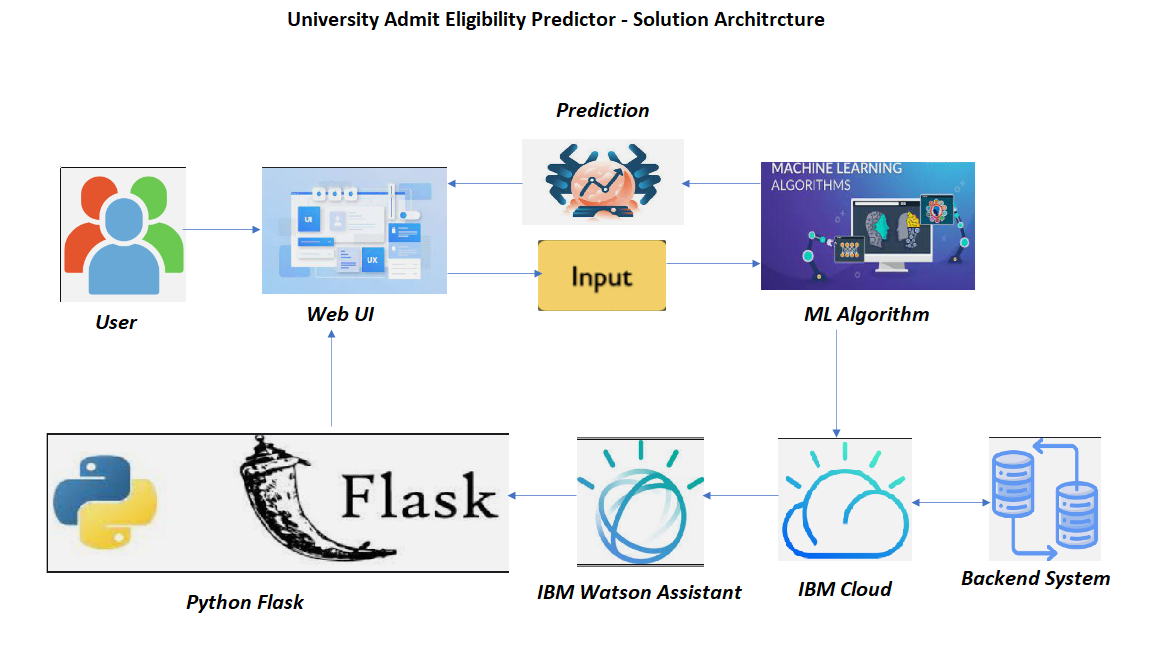 University Admit Eligibility Predictor - Solution Architrcture
Prediction
MACHINE LEARNING
ALGORITHMS
UI
UX
Input
User
Web UI
ML Algorithm
Flask
Python Flask
IBM Watson Assistant
IBM Cloud
Backend System